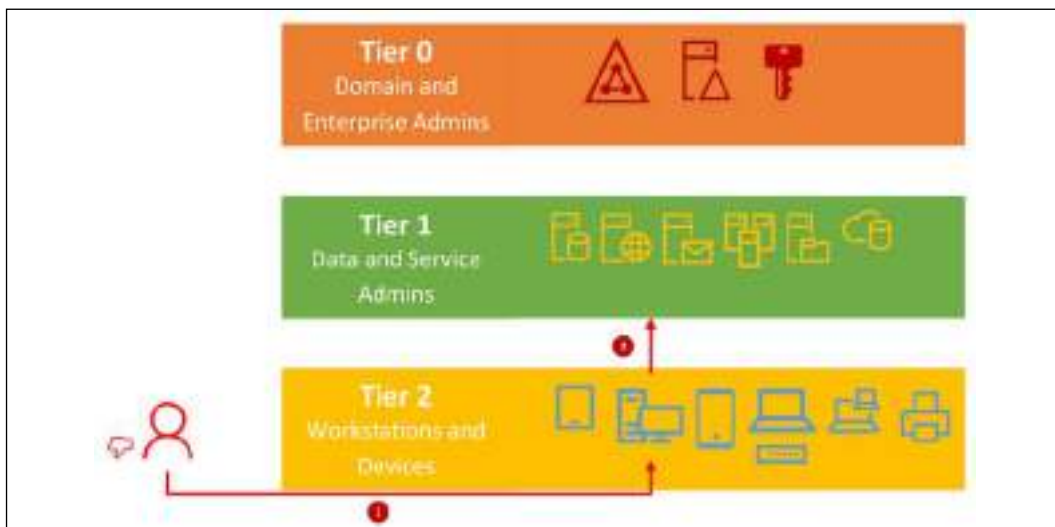 Tier 0
Domain and
Enterprise Admins
Tier 1
Data and Service
Admins
Tier 2
Workstations and
Devices